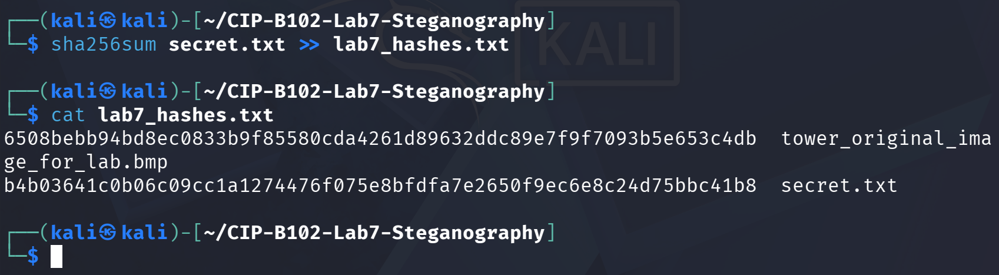 ┌──(kali㉿kali)-[~/CIP-B102-Lab7-Steganography]
└─$ sha256sum secret.txt >> lab7_hashes.txt
KALI
┌──(kali㉿kali)-[~/CIP-B102-Lab7-Steganography]
└─$ cat lab7_hashes.txt
6508bebb94bd8ec0833b9f85580cda4261d89632ddc89e7f9f7093b5e653c4db  tower_original_ima
ge_for_lab.bmp
b4b03641c0b06c09cc1a1274476f075e8bfdfa7e2650f9ec6e8c24d75bbc41b8  secret.txt
┌──(kali㉿kali)-[~/CIP-B102-Lab7-Steganography]
└─$